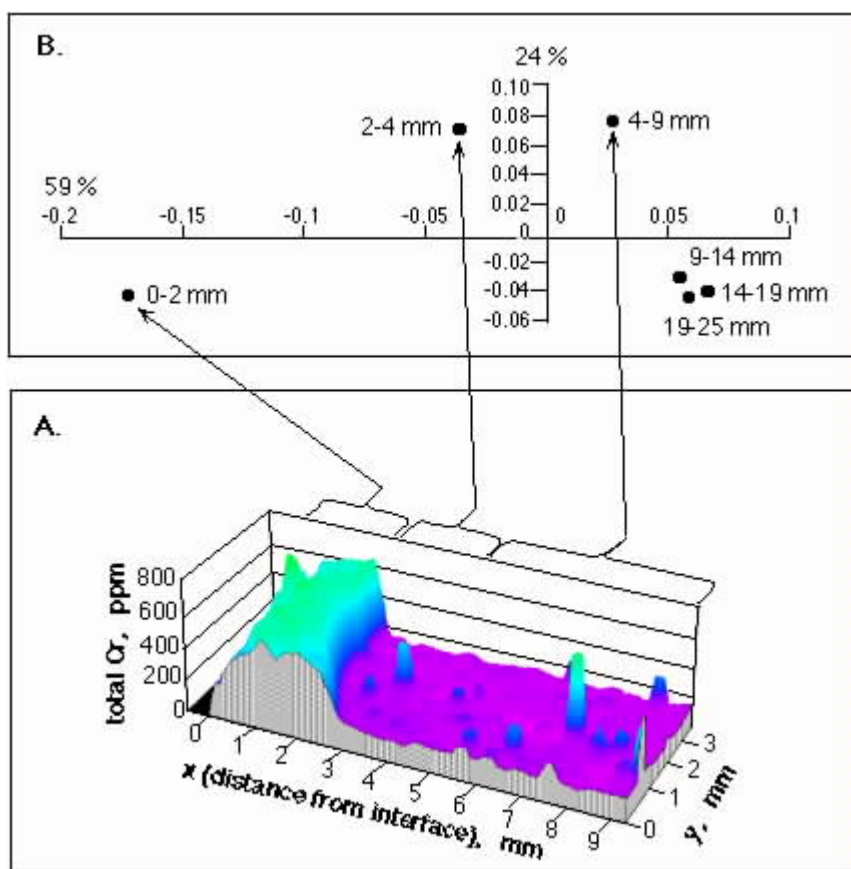 B.
24 %
0.10
2-4 mm
0.08
4-9 mm
0.06
0.04
59 %
0.02
-0.2 -0.15 -0.1 -0.05 0 0.05 0.1
0
-0.02
9-14 mm
0-2 mm
-0.04
14-19 mm
-0.06
19-25 mm
A.
total Cr, ppm
800
600
400
200
0
0 1 2 3 4 5 6 7 8 9
x (distance from interface), mm
0 1 2 3
y, mm